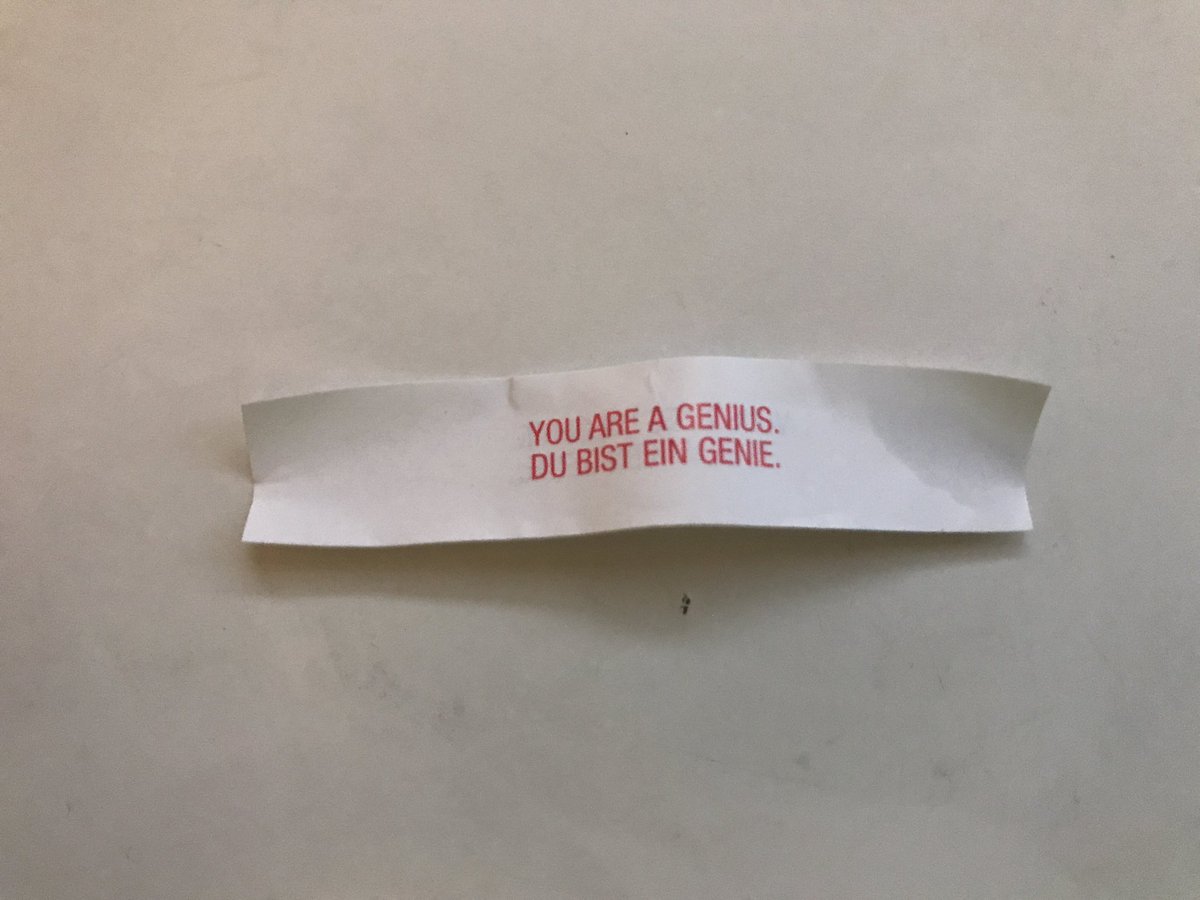 YOU ARE A GENIUS.
DU BIST EIN GENIE.